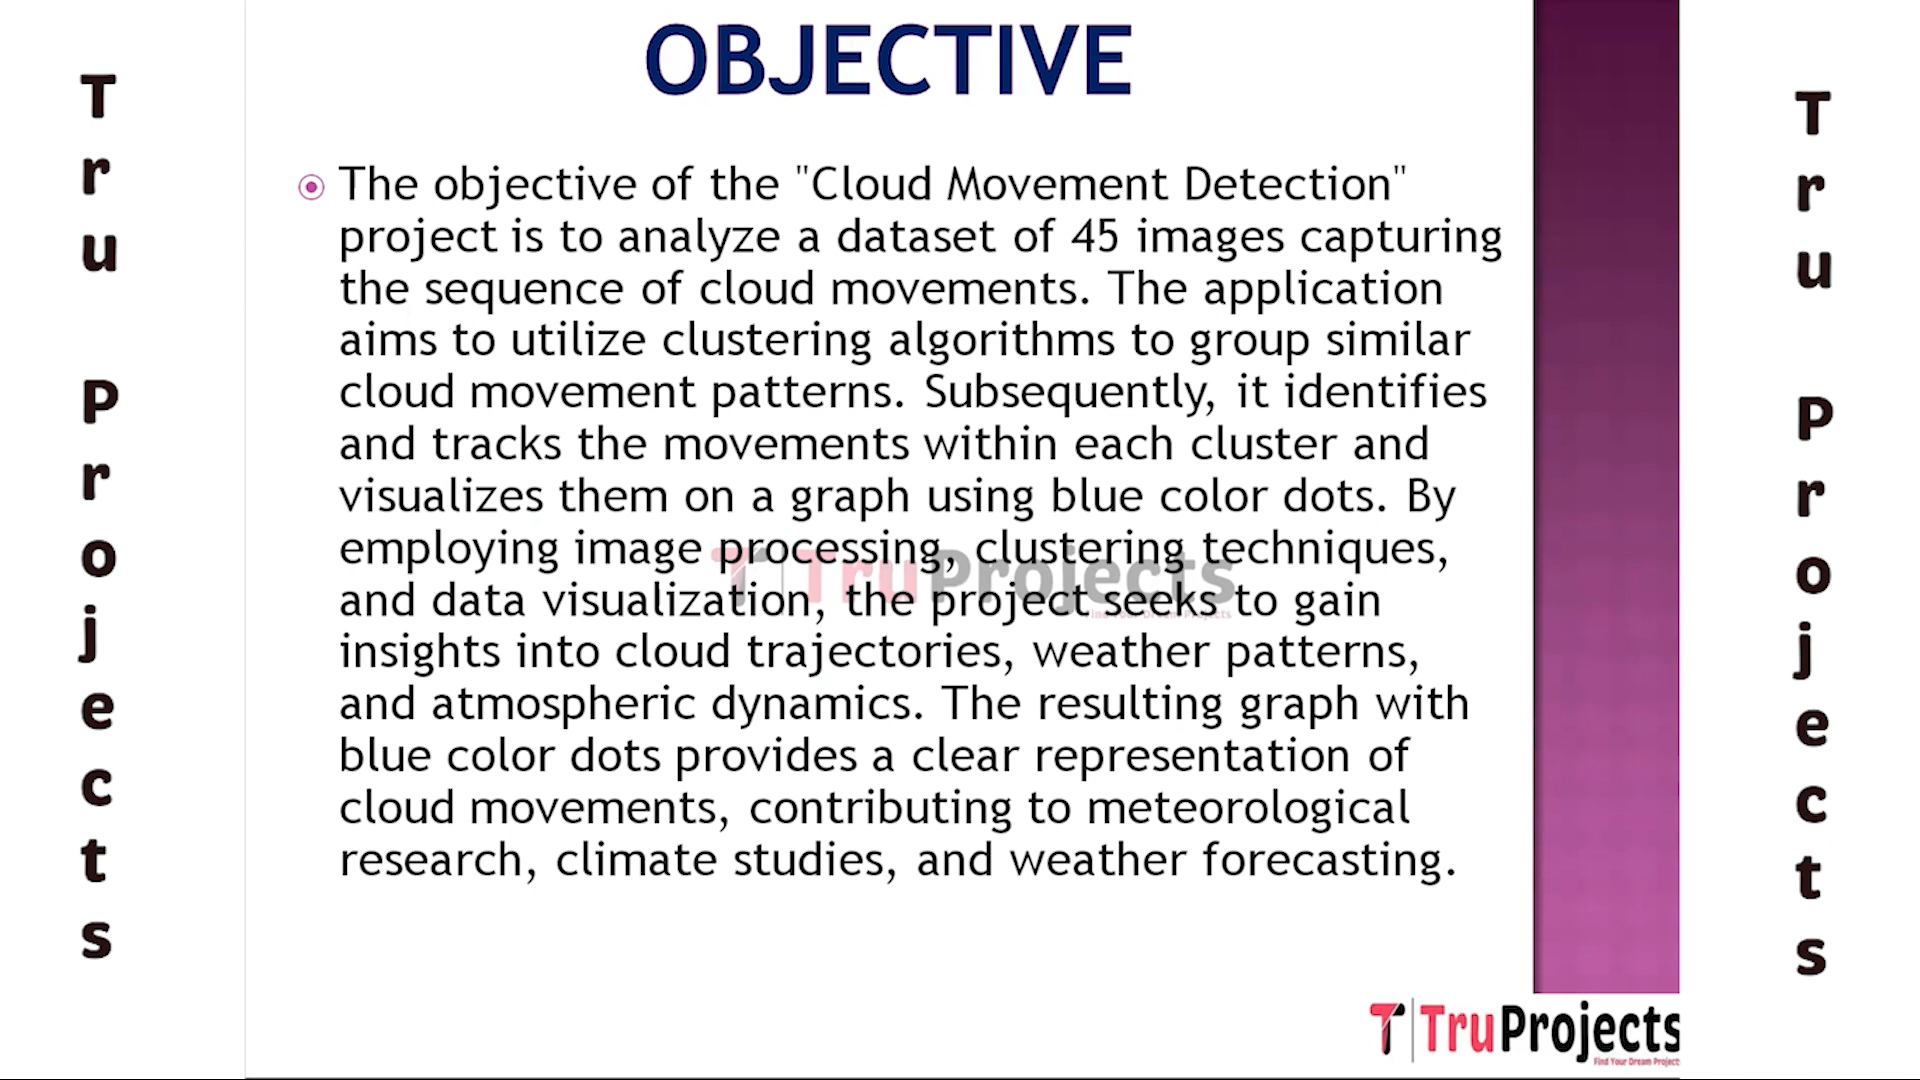 OBJECTIVE
The objective of the "Cloud Movement Detection"
project is to analyze a dataset of 45 images capturing
the sequence of cloud movements. The application
aims to utilize clustering algorithms to group similar
cloud movement patterns. Subsequently, it identifies
and tracks the movements within each cluster and
visualizes them on a graph using blue color dots. By
employing image processing, clustering techniques,
and data visualization, the project seeks to gain
insights into cloud trajectories, weather patterns,
and atmospheric dynamics. The resulting graph with
blue color dots provides a clear representation of
cloud movements, contributing to meteorological
research, climate studies, and weather forecasting.
Tru Projects
Tru Projects
TruProjects
Find Your Dream Projects
TruProjects
Find Your Dream Project